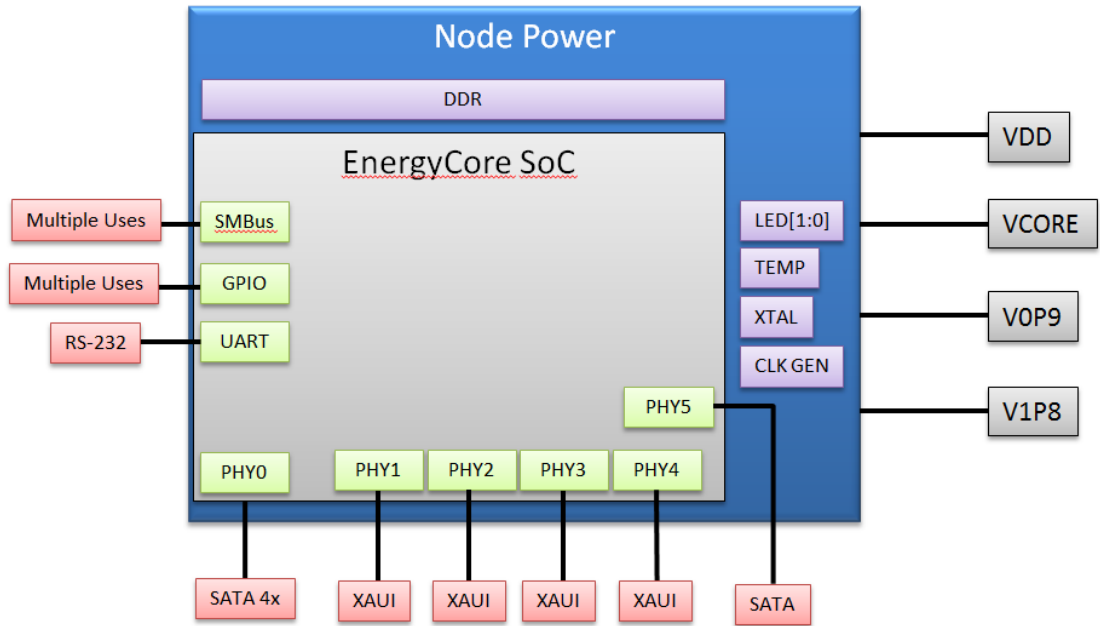 Node Power
DDR
EnergyCore SoC
VDD
Multiple Uses
SMBus
LED[1:0]
VCORE
Multiple Uses
GPIO
TEMP
RS-232
UART
XTAL
V0P9
CLK GEN
PHY5
V1P8
PHY0
PHY1
PHY2
PHY3
PHY4
SATA 4x
XAUI
XAUI
XAUI
XAUI
SATA